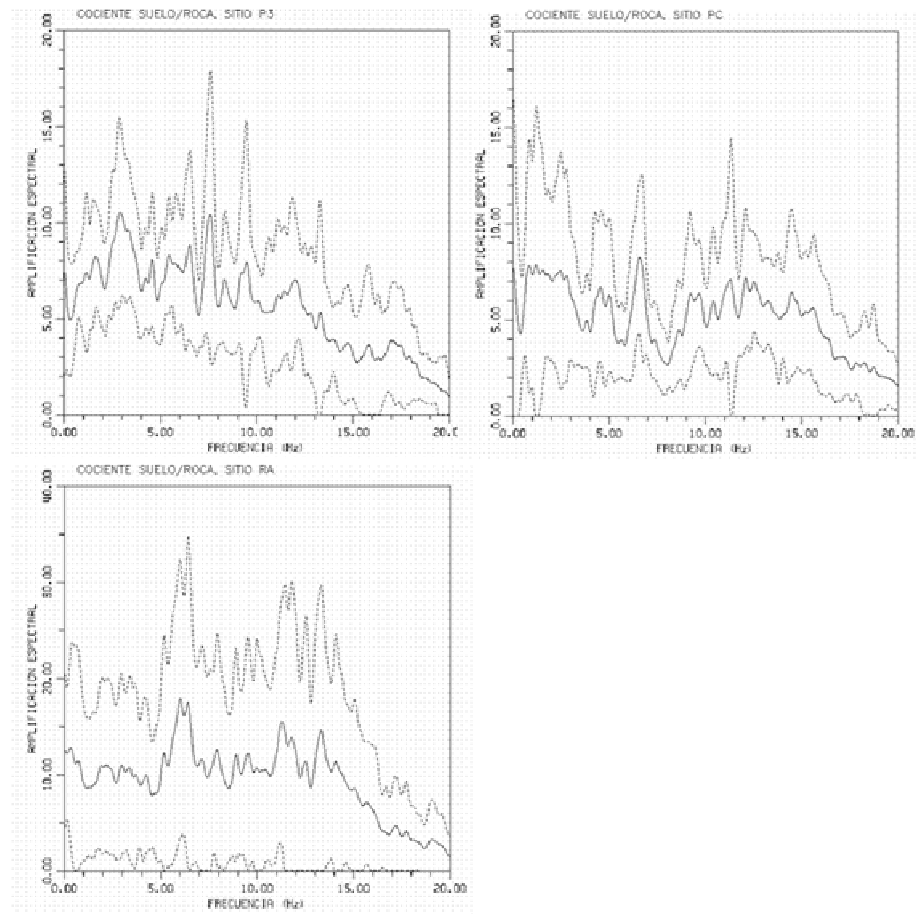 COCIENTE SUELO/ROCA, SITIO P3
AMPLIFICACION ESPECTRAL
20.00
15.00
10.00
5.00
0.00
0.00 5.00 10.00 15.00 20.0
FRECUENCIA (Hz)
COCIENTE SUELO/ROCA, SITIO PC
AMPLIFICACION ESPECTRAL
20.00
15.00
10.00
5.00
0.00
0.00 5.00 10.00 15.00 20.00
FRECUENCIA (Hz)
COCIENTE SUELO/ROCA, SITIO RA
AMPLIFICACION ESPECTRAL
40.00
30.00
20.00
10.00
0.00
0.00 5.00 10.00 15.00 20.00
FRECUENCIA (Hz)